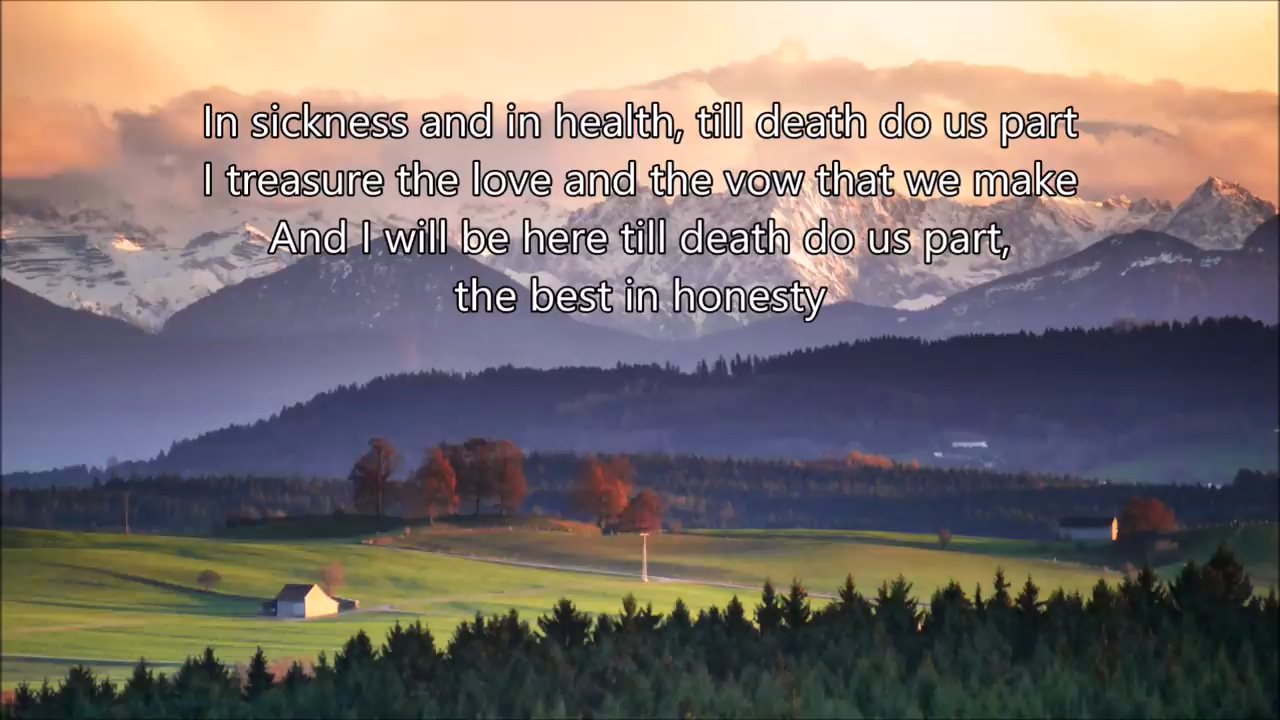 In sickness and in health, till death do us part
I treasure the love and the vow that we make
And I will be here till death do us part,
the best in honesty